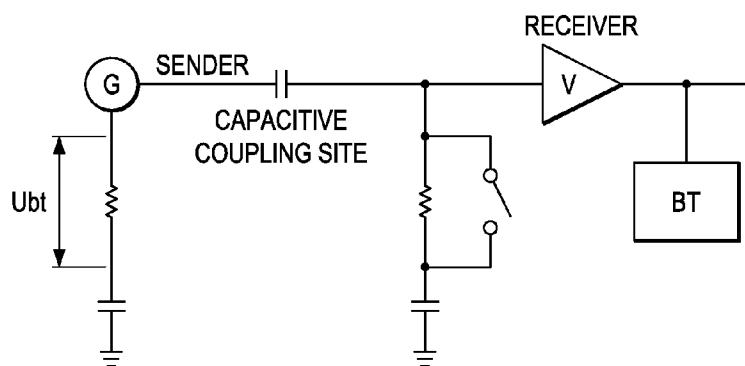 RECEIVER
G
SENDER
V
CAPACITIVE
COUPLING SITE
Ubt
BT